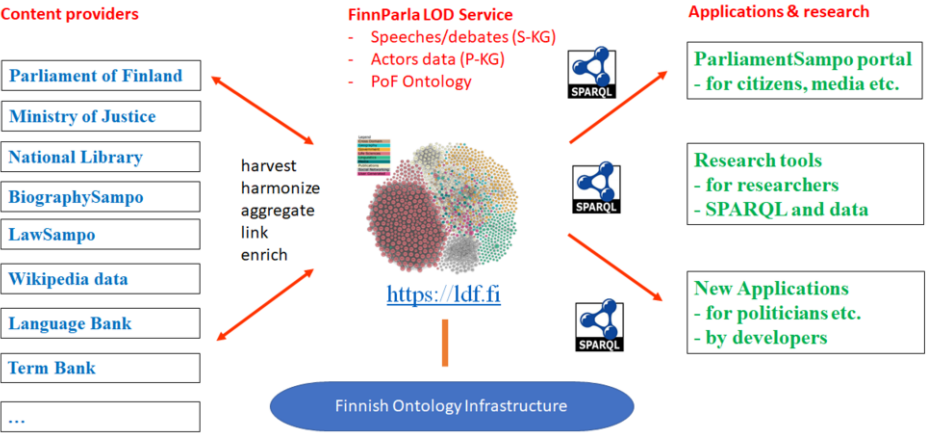 Content providers
Parliament of Finland
Ministry of Justice
National Library
BiographySampo
LawSampo
Wikipedia data
Language Bank
Term Bank
...
harvest
harmonize
aggregate
link
enrich
FinnParla LOD Service
- Speeches/debates (S-KG)
- Actors data (P-KG)
- PoF Ontology
Legend
https://ldf.fi
Finnish Ontology Infrastructure
SPARQL
SPARQL
SPARQL
Applications & research
ParliamentSampo portal
- for citizens, media etc.
Research tools
- for researchers
- SPARQL and data
New Applications
- for politicians etc.
- by developers